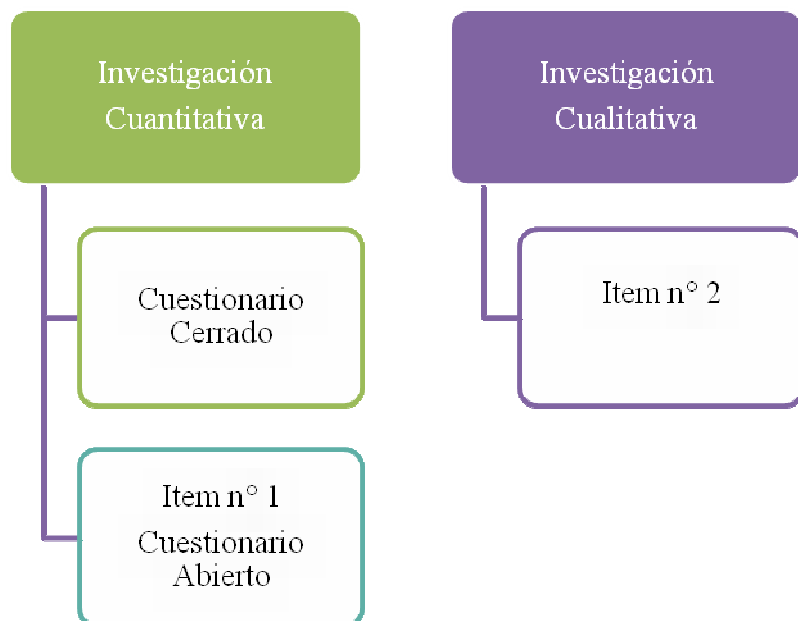 Investigación
Cuantitativa
Cuestionario
Cerrado
Item n° 1
Cuestionario
Abierto
Investigación
Cualitativa
Item n° 2